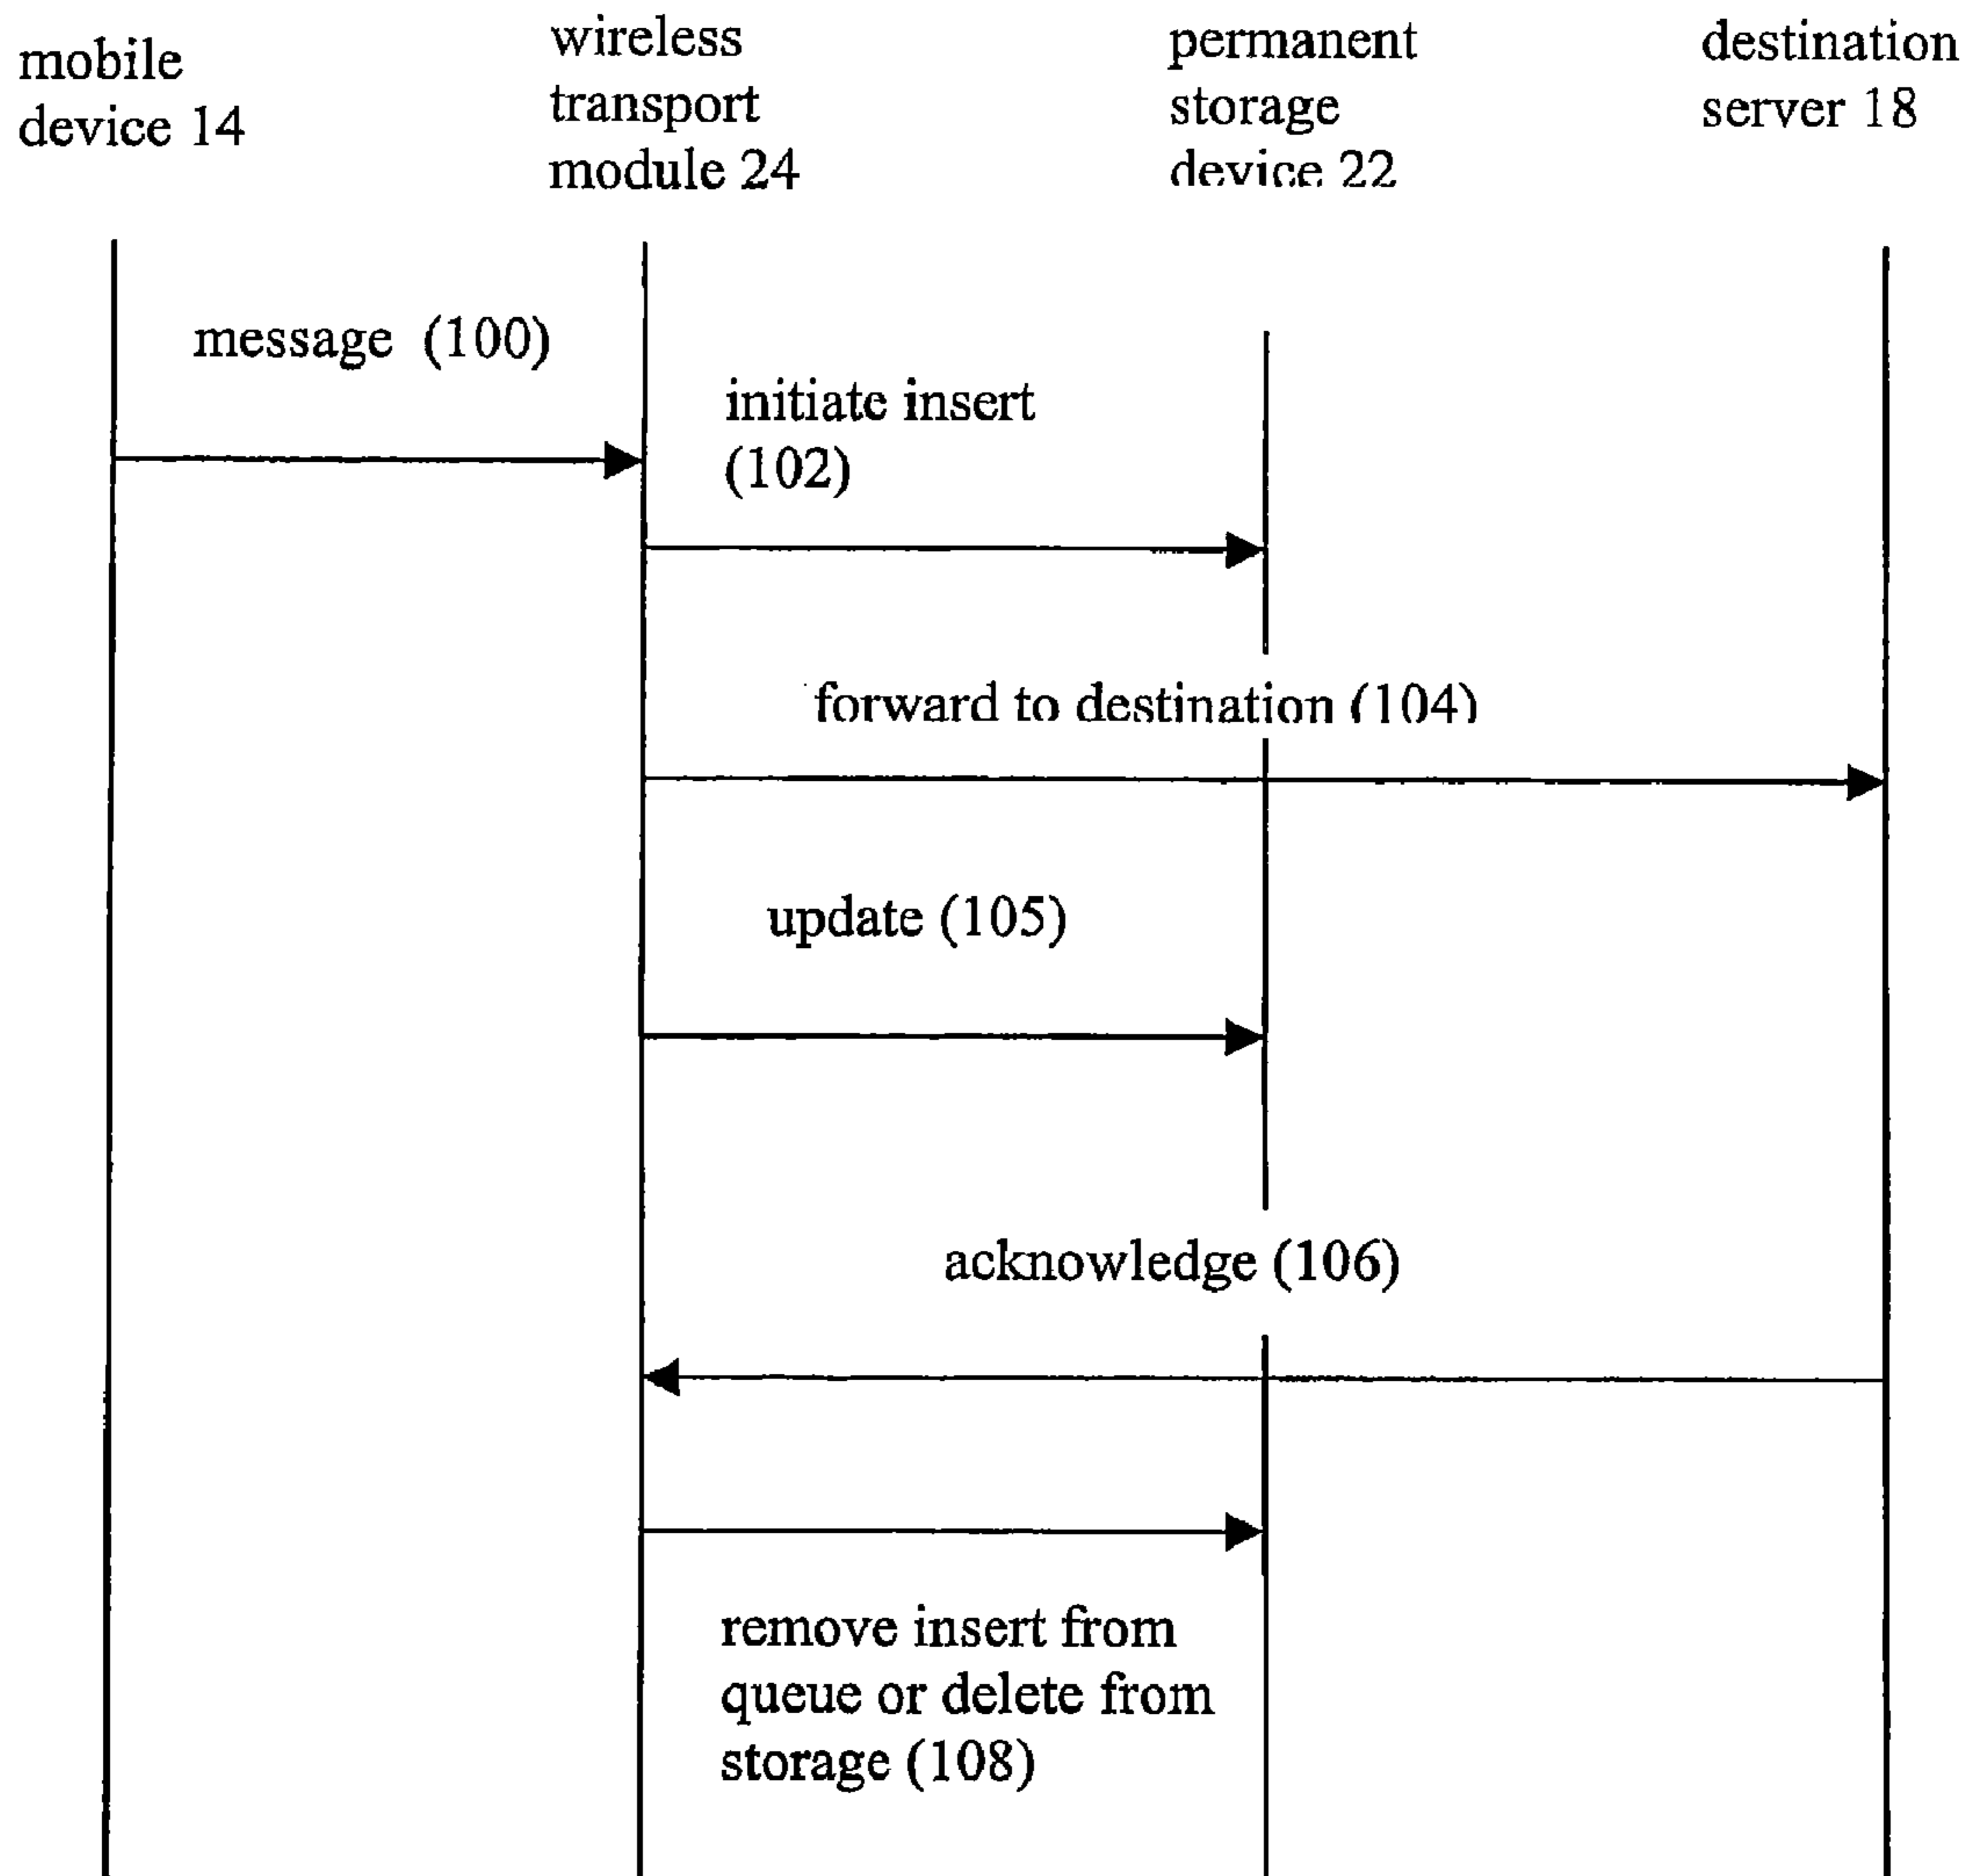 mobile
device 14
wireless
transport
module 24
permanent
storage
device 22
destination
server 18
message (100)
initiate insert
(102)
forward to destination (104)
update (105)
acknowledge (106)
remove insert from
queue or delete from
storage (108)